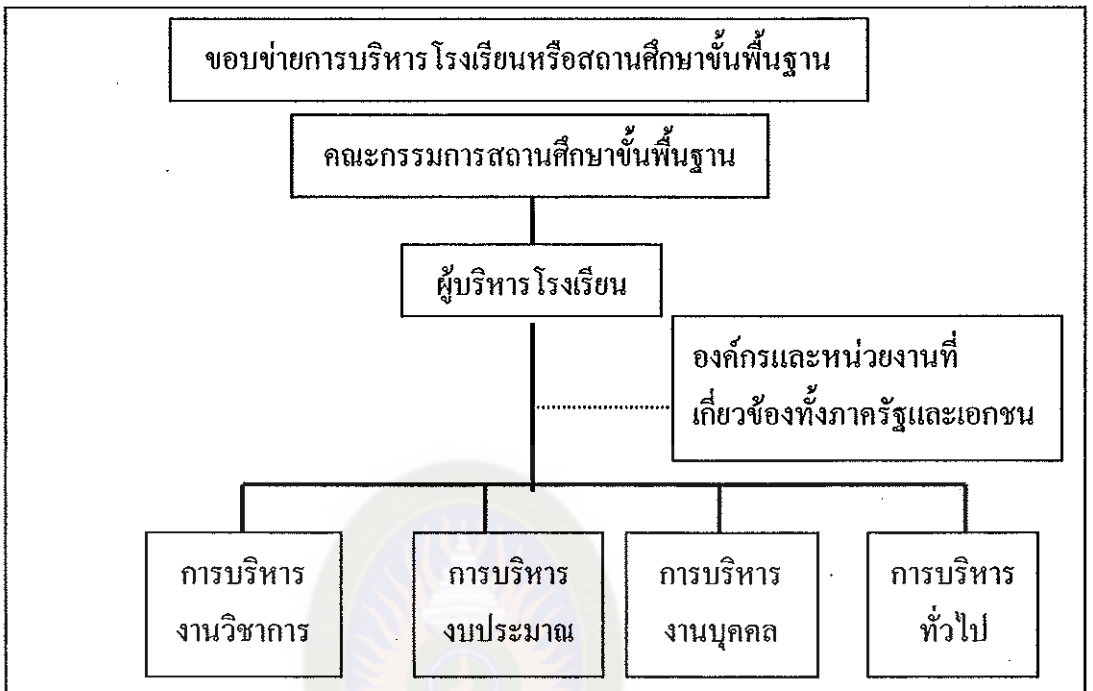 ขอบข่ายการบริหารโรงเรียนหรือสถานศึกษาขั้นพื้นฐาน
คณะกรรมการสถานศึกษาขั้นพื้นฐาน
ผู้บริหารโรงเรียน
องค์กรและหน่วยงานที่
เกี่ยวข้องทั้งภาครัฐและเอกชน
การบริหาร
งานวิชาการ
การบริหาร
งบประมาณ
การบริหาร
งานบุคคล
การบริหาร
ทั่วไป